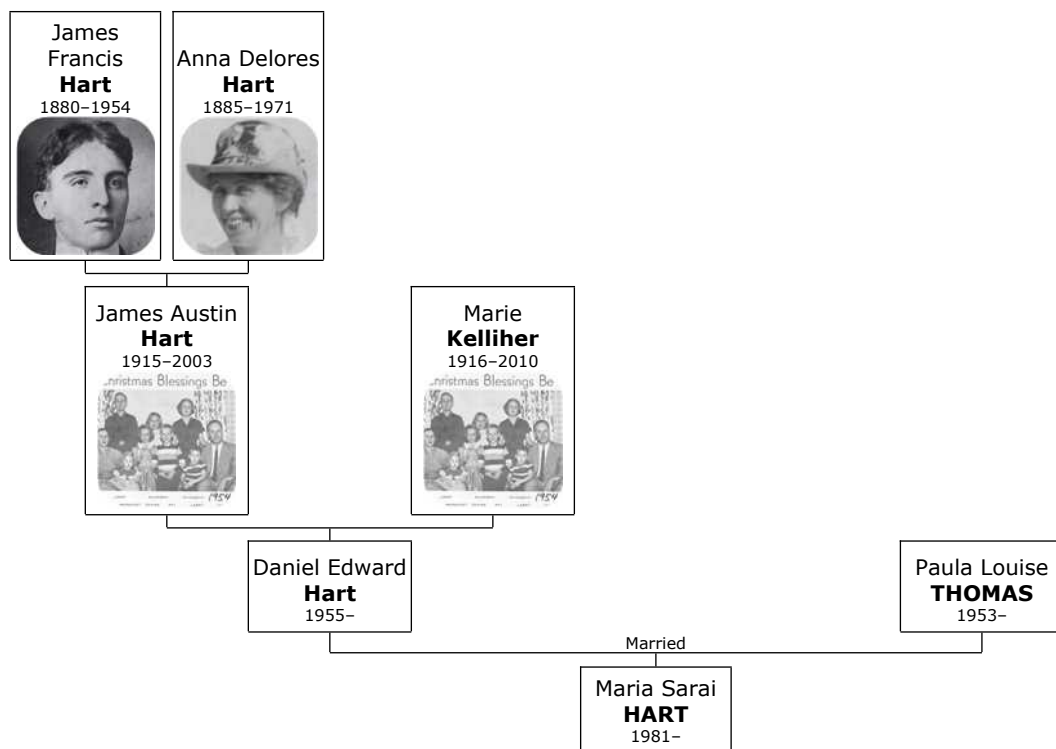 James
Francis
Hart
1880–1954
Anna Delores
Hart
1885–1971
James Austin
Hart
1915–2003
ristmas Blessings Be
1954
Marie
Kelliher
1916–2010
ristmas Blessings Be
1954
Daniel Edward
Hart
1955–
Paula Louise
THOMAS
1953–
Married
Maria Sarai
HART
1981–